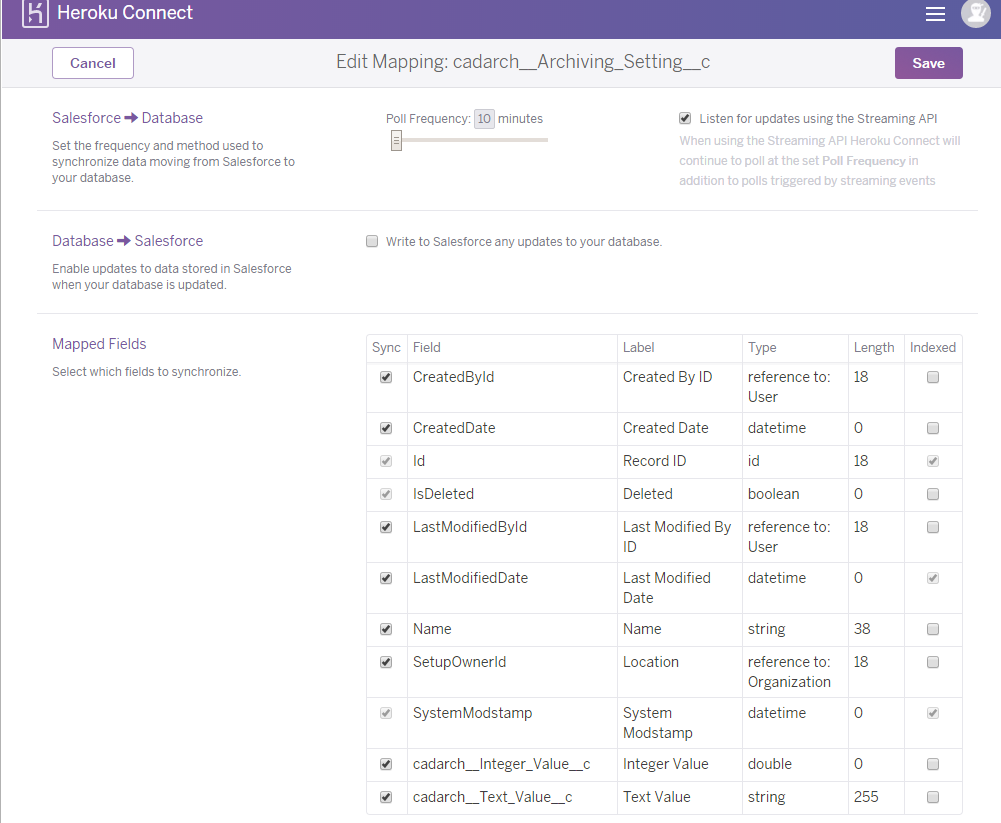 Heroku Connect
Cancel
Edit Mapping: cadarch__Archiving_Setting__c
Save
Salesforce ➔ Database
Set the frequency and method used to
synchronize data moving from Salesforce to
your database.
Poll Frequency: 10 minutes
Listen for updates using the Streaming API
When using the Streaming API Heroku Connect will
continue to poll at the set Poll Frequency in
addition to polls triggered by streaming events
Database ➔ Salesforce
Enable updates to data stored in Salesforce
when your database is updated.
Write to Salesforce any updates to your database.
Mapped Fields
Select which fields to synchronize.
Sync Field Label Type Length Indexed
CreatedById Created By ID reference to: 18
User
CreatedDate Created Date datetime 0
Id Record ID id 18
IsDeleted Deleted boolean 0
LastModifiedById Last Modified By reference to: 18
ID User
LastModifiedDate Last Modified datetime 0
Date
Name Name string 38
SetupOwnerId Location reference to: 18
Organization
SystemModstamp System datetime 0
Modstamp
cadarch__Integer_Value__c Integer Value double 0
cadarch__Text_Value__c Text Value string 255